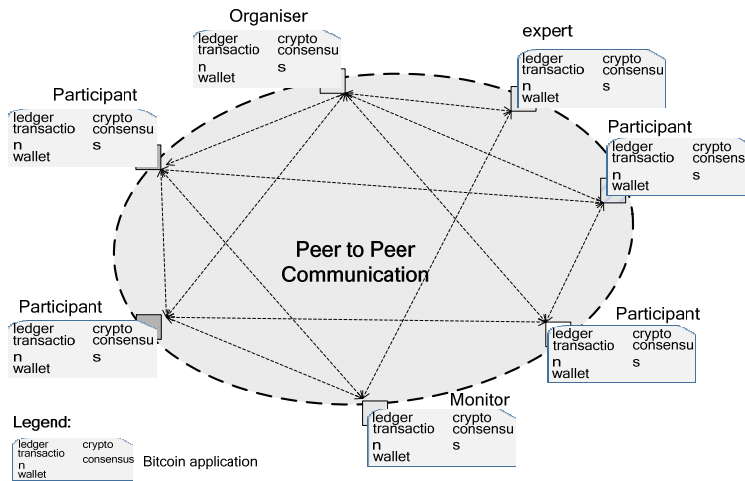 Organiser
ledger crypto
transactio consensu
n s
wallet
expert
ledger crypto
transactio consensu
n s
wallet
Participant
ledger crypto
transactio consensu
n s
wallet
Participant
ledger crypto
transactio consens
n s
wallet
Peer to Peer
Communication
Participant
ledger crypto
transactio consensu
n s
wallet
Participant
ledger crypto
transactio consensu
n s
wallet
Monitor
ledger crypto
transactio consensu
n s
wallet
Legend:
ledger crypto
transactio consensus
n
wallet
Bitcoin application